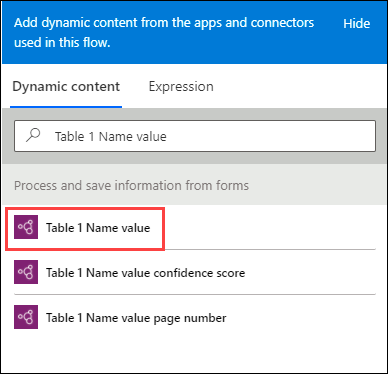 Add dynamic content from the apps and connectors Hide
used in this flow.
Dynamic content Expression
Table 1 Name value
Process and save information from forms
Table 1 Name value
Table 1 Name value confidence score
Table 1 Name value page number